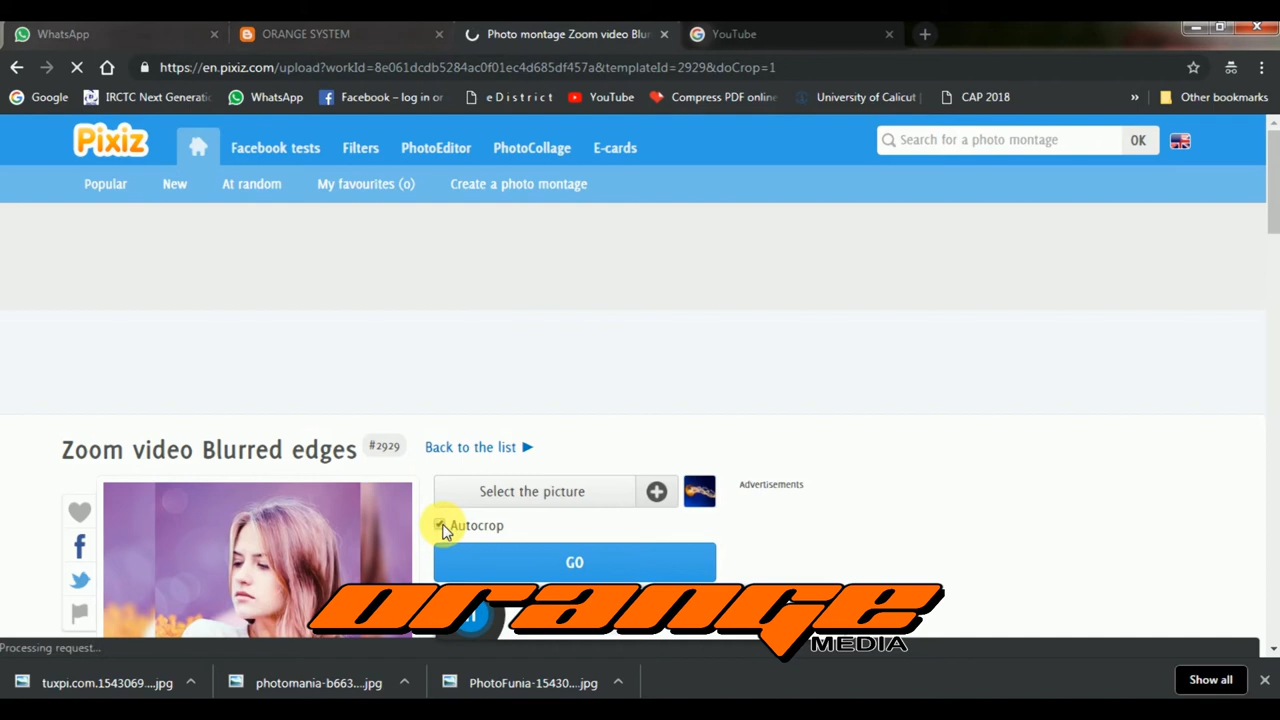 WhatsApp
ORANGE SYSTEM
Photo montage Zoom video Blu
YouTube
https://en.pixiz.com/upload?workId=8e061dcdb5284ac0f01ec4d685df457a&templateId=2929&doCrop=1
Google
IRCTC Next Generati
WhatsApp
Facebook – log in or
e D i s t r i c t
YouTube
Compress PDF online
University of Calicut
CAP 2018
Other bookmarks
Pixiz
Facebook tests
Filters
PhotoEditor
PhotoCollage
E-cards
Search for a photo montage
OK
Popular
New
At random
My favourites (0)
Create a photo montage
Zoom video Blurred edges
#2929
Back to the list
Select the picture
Advertisements
Autocrop
GO
orange
MEDIA
Processing request...
tuxpi.com.1543069....jpg
photomania-b663....jpg
PhotoFunia-15430....jpg
Show all